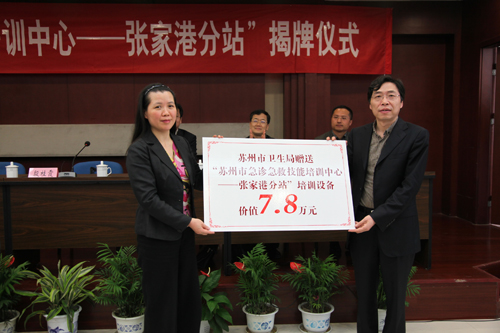 训中心——张家港分站”揭牌仪式
苏州市卫生局赠送
“苏州市急诊急救技能培训中心
——张家港分站”培训设备
价值7.8万元